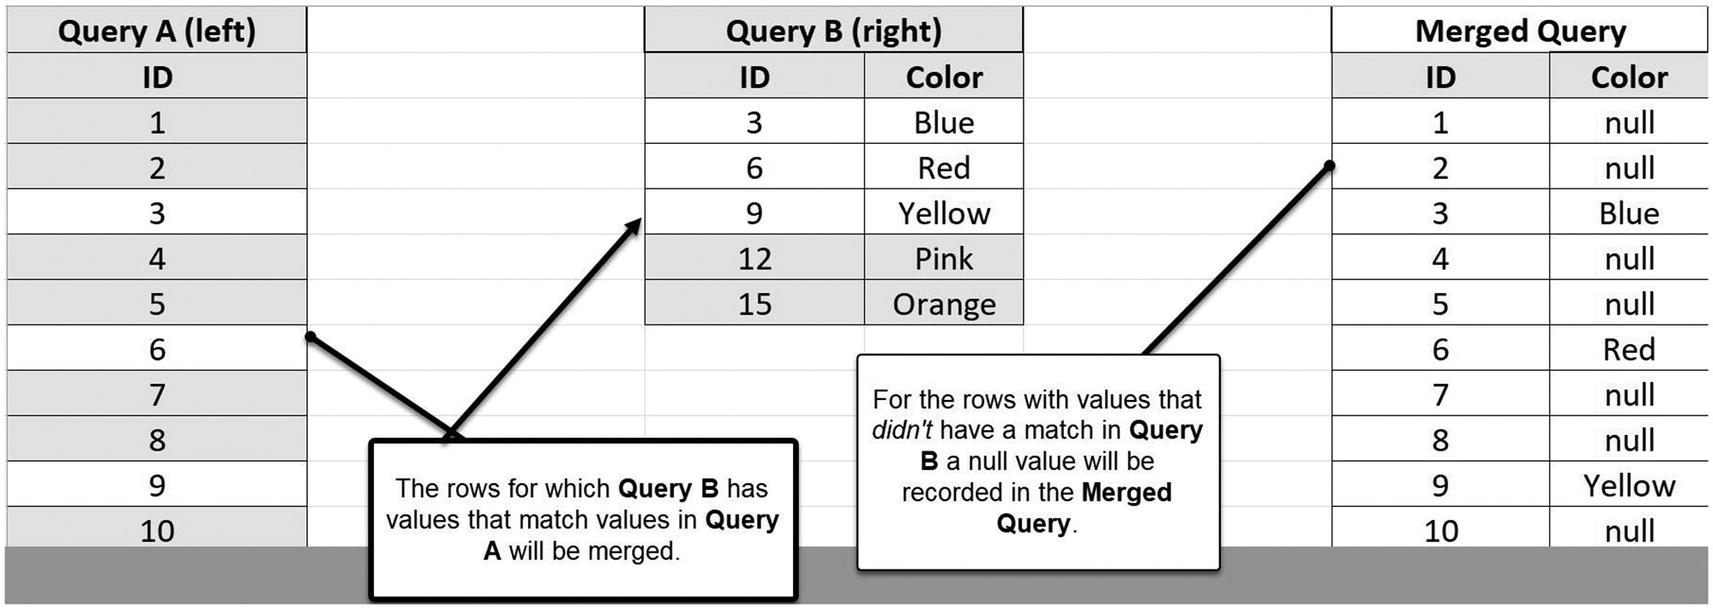 Query A (left)
ID
1
2
3
4
5
6
7
8
9
10
Query B (right)
ID Color
3 Blue
6 Red
9 Yellow
12 Pink
15 Orange
Merged Query
ID Color
1 null
2 null
3 Blue
4 null
5 null
6 Red
7 null
8 null
9 Yellow
10 null
The rows for which Query B has
values that match values in Query
A will be merged.
For the rows with values that
didn't have a match in Query
B a null value will be
recorded in the Merged
Query.